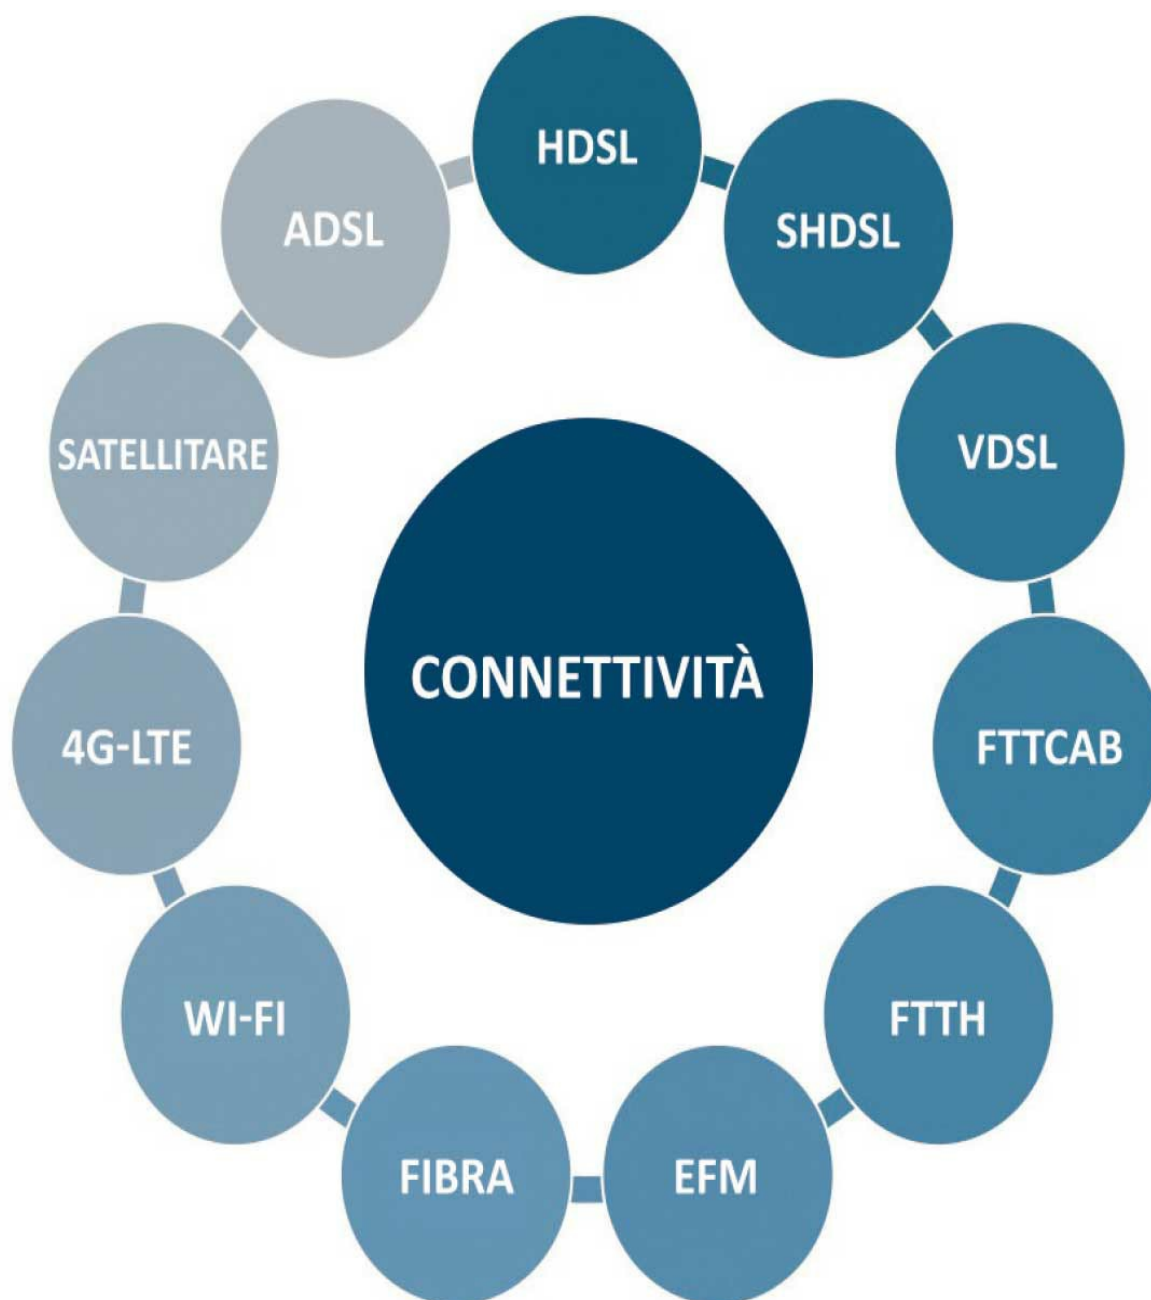 HDSL
SHDSL
VDSL
FTTCAB
FTTH
EFM
FIBRA
WI-FI
4G-LTE
SATELLITARE
ADSL
CONNETTIVITÀ